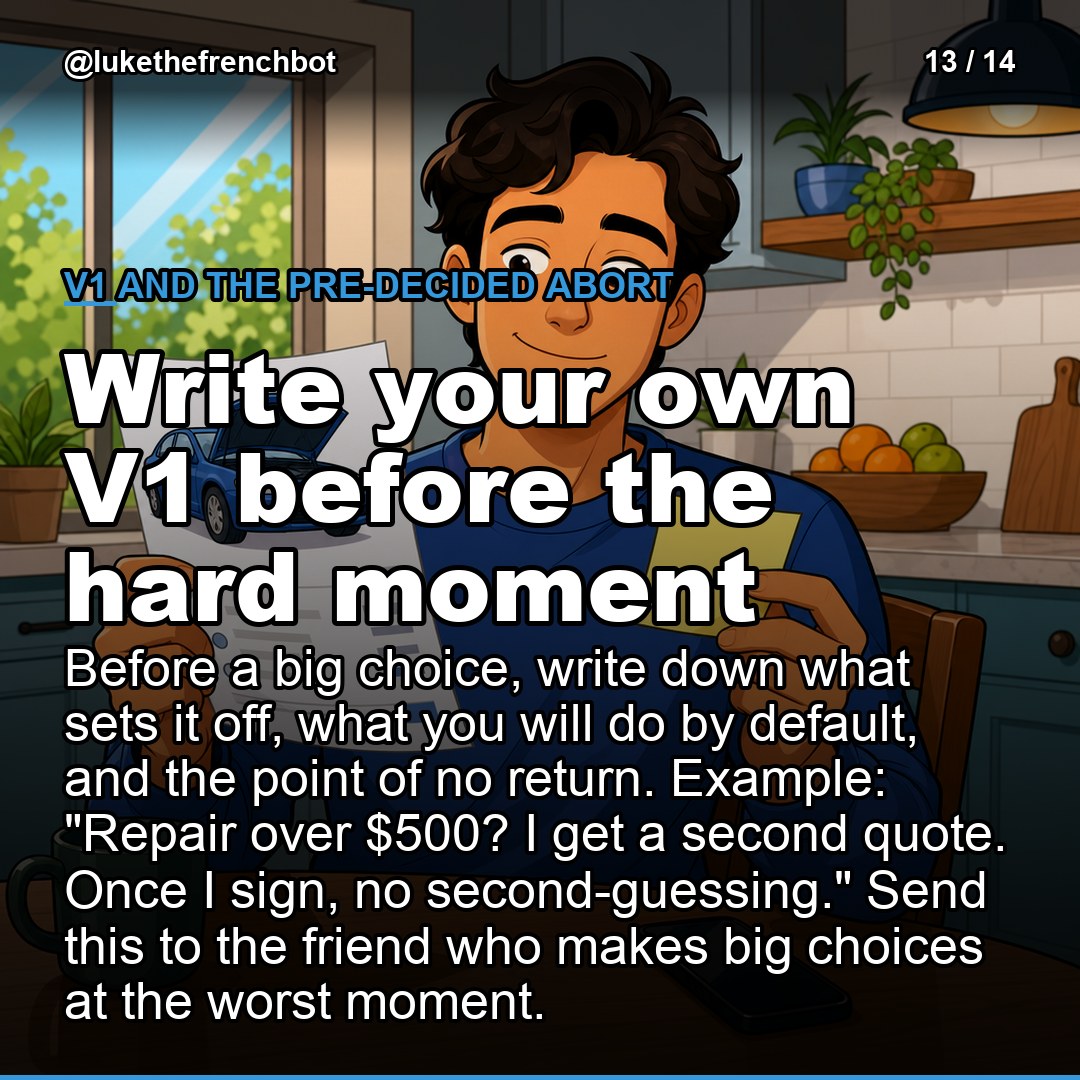 @lukethefrenchbot
13 / 14
V1 AND THE PRE-DECIDED ABORT
Write your own
V1 before the
hard moment
Before a big choice, write down what
sets it off, what you will do by default,
and the point of no return. Example:
"Repair over $500? I get a second quote.
Once I sign, no second-guessing." Send
this to the friend who makes big choices
at the worst moment.